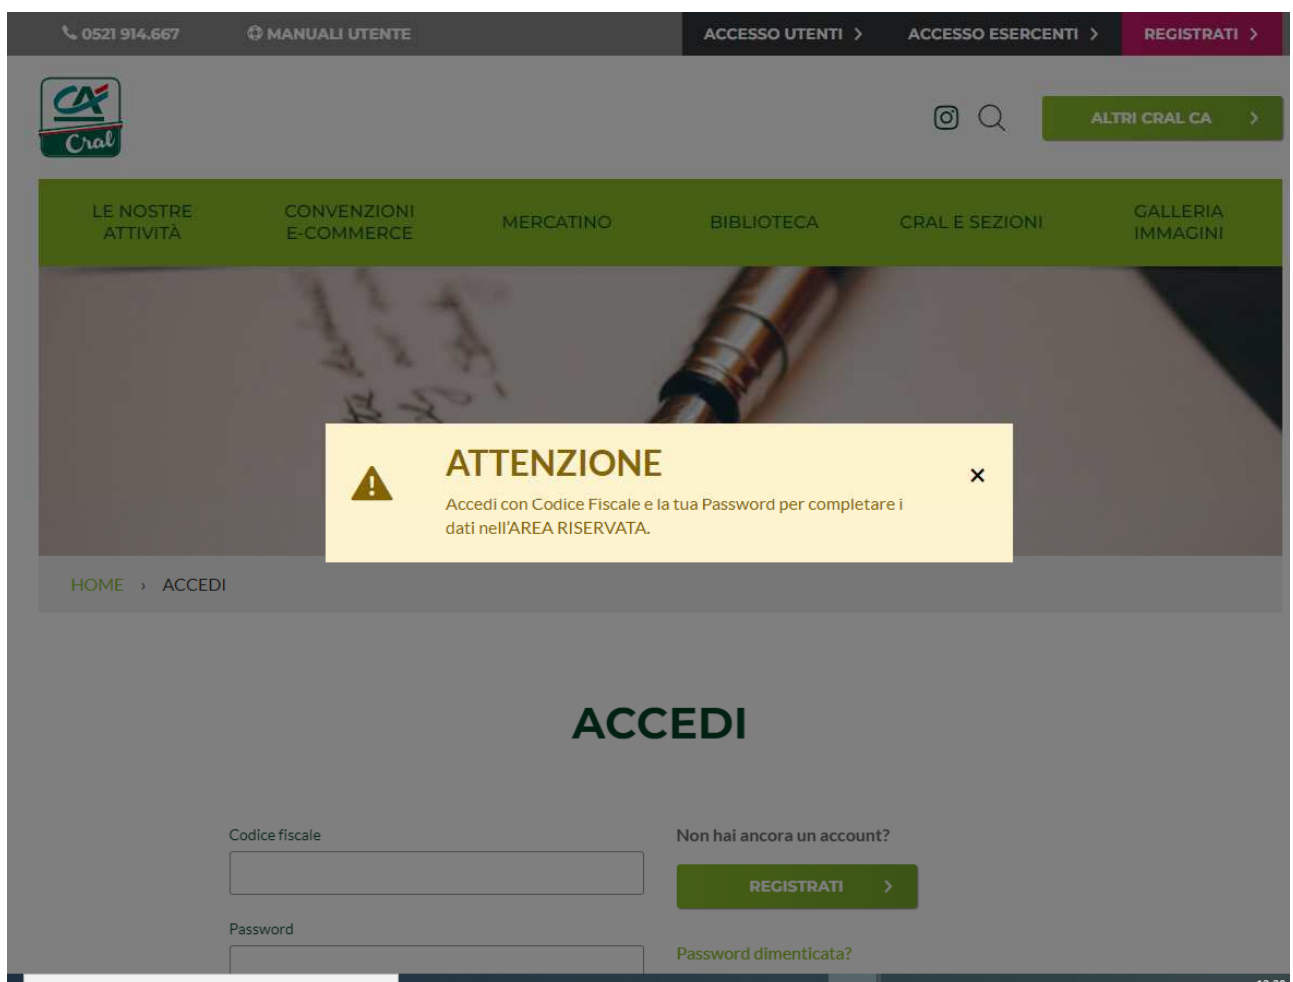 0521 914.667 MANUALI UTENTE ACCESSO UTENTI > ACCESSO ESERCENTI > REGISTRATI >
CA
Cral
ALTRI CRAL CA >
LE NOSTRE
ATTIVITÀ
CONVENZIONI
E-COMMERCE
MERCATINO
BIBLIOTECA
CRAL E SEZIONI
GALLERIA
IMMAGINI
ATTENZIONE
×
Accedi con Codice Fiscale e la tua Password per completare i
dati nell'AREA RISERVATA.
HOME › ACCEDI
ACCEDI
Codice fiscale
Non hai ancora un account?
REGISTRATI >
Password
Password dimenticata?